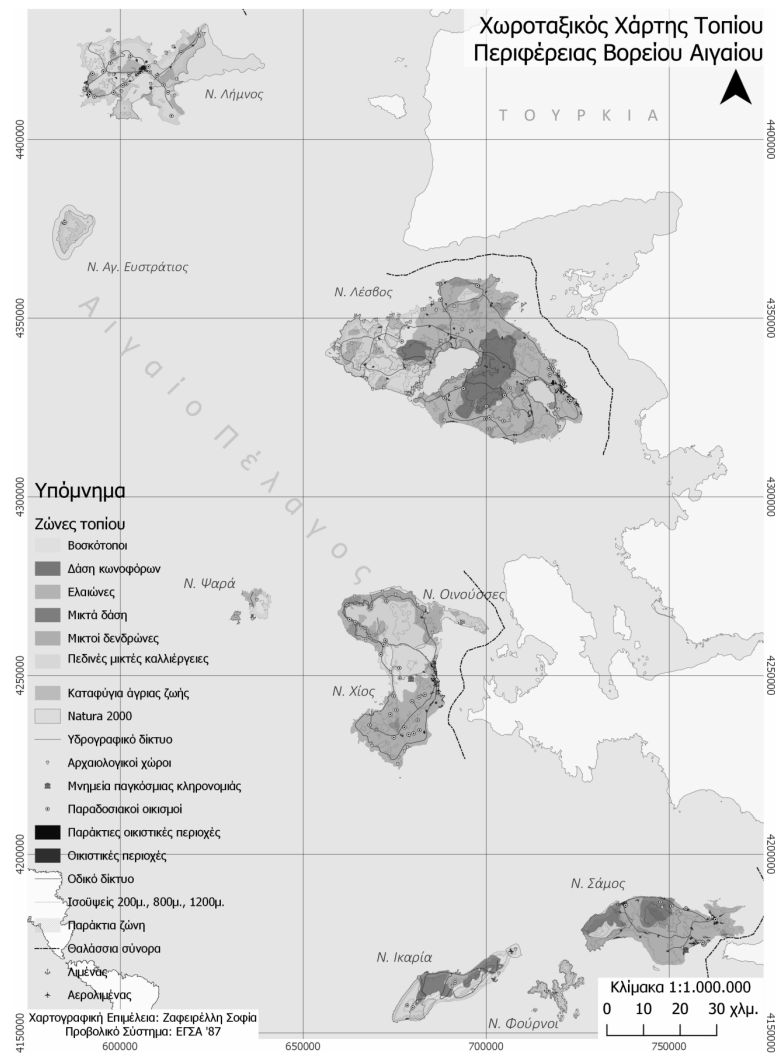 Χωροταξικός Χάρτης Τοπίου
Περιφέρειας Βορείου Αιγαίου
Ν. Λήμνος
ΤΟΥΡΚΙΑ
4400000
4400000
Ν. Αγ. Ευστράτιος
Ν. Λέσβος
4350000
4350000
Αιγαίο Πέλαγος
4300000
4300000
Υπόμνημα
Ζώνες τοπίου
Βοσκότοποι
Δάση κωνοφόρων
Ελαιώνες
Μικτά δάση
Μικτοί δενδρώνες
Πεδινές μικτές καλλιέργειες
Καταφύγια άγριας ζωής
Natura 2000
Υδρογραφικό δίκτυο
Αρχαιολογικοί χώροι
Μνημεία παγκόσμιας κληρονομιάς
Παραδοσιακοί οικισμοί
Παράκτιες οικιστικές περιοχές
Οικιστικές περιοχές
Οδικό δίκτυο
Ισοϋψείς 200μ., 800μ., 1200μ.
Παράκτια ζώνη
Θαλάσσια σύνορα
Λιμένας
Αερολιμένας
Ν. Ψαρά
Ν. Οινούσσες
Ν. Χίος
4250000
4250000
4200000
4200000
Ν. Σάμος
Ν. Ικαρία
Ν. Φούρνοι
Κλίμακα 1:1.000.000
0 10 20 30 χλμ.
Χαρτογραφική Επιμέλεια: Ζαφειρέλλη Σοφία
Προβολικό Σύστημα: ΕΓΣΑ '87
4150000
4150000
600000
650000
700000
750000